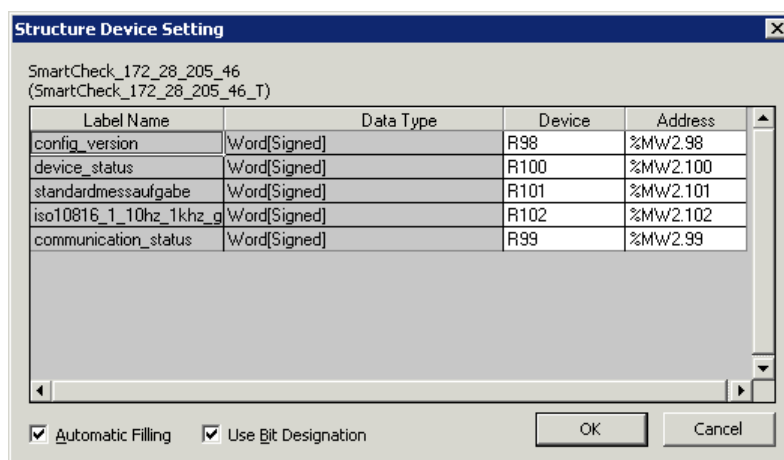 Structure Device Setting
SmartCheck_172_28_205_46
(SmartCheck_172_28_205_46_T)
Label Name Data Type Device Address
config_version Word[Signed] R98 %MW2.98
device_status Word[Signed] R100 %MW2.100
standardmessaufgabe Word[Signed] R101 %MW2.101
iso10816_1_10hz_1khz_g Word[Signed] R102 %MW2.102
communication_status Word[Signed] R99 %MW2.99
Automatic Filling Use Bit Designation OK Cancel